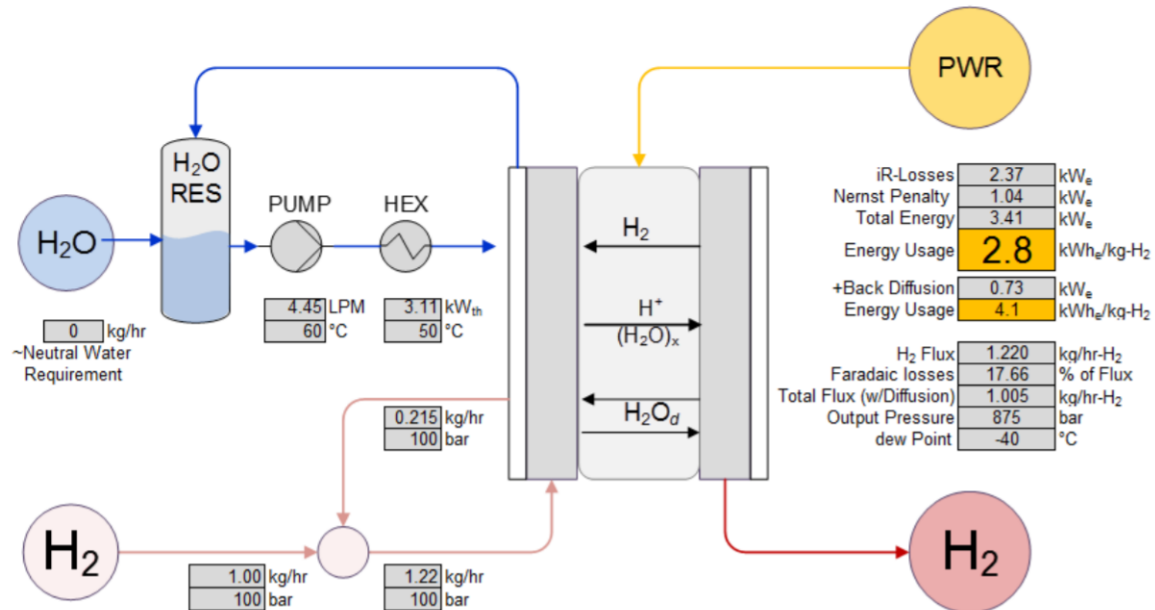 PWR
H₂O
RES
PUMP
HEX
H₂O
4.45 LPM
60 °C
3.11 kWth
50 °C
0 kg/hr
~Neutral Water
Requirement
H₂
H⁺
(H₂O)ₓ
H₂Od
iR-Losses 2.37 kWe
Nernst Penalty 1.04 kWe
Total Energy 3.41 kWe
Energy Usage 2.8 kWhe/kg-H₂
+Back Diffusion 0.73 kWe
Energy Usage 4.1 kWhe/kg-H₂
H₂ Flux 1.220 kg/hr-H₂
Faradaic losses 17.66 % of Flux
Total Flux (w/Diffusion) 1.005 kg/hr-H₂
Output Pressure 875 bar
dew Point -40 °C
0.215 kg/hr
100 bar
H₂
1.00 kg/hr
100 bar
1.22 kg/hr
100 bar
H₂